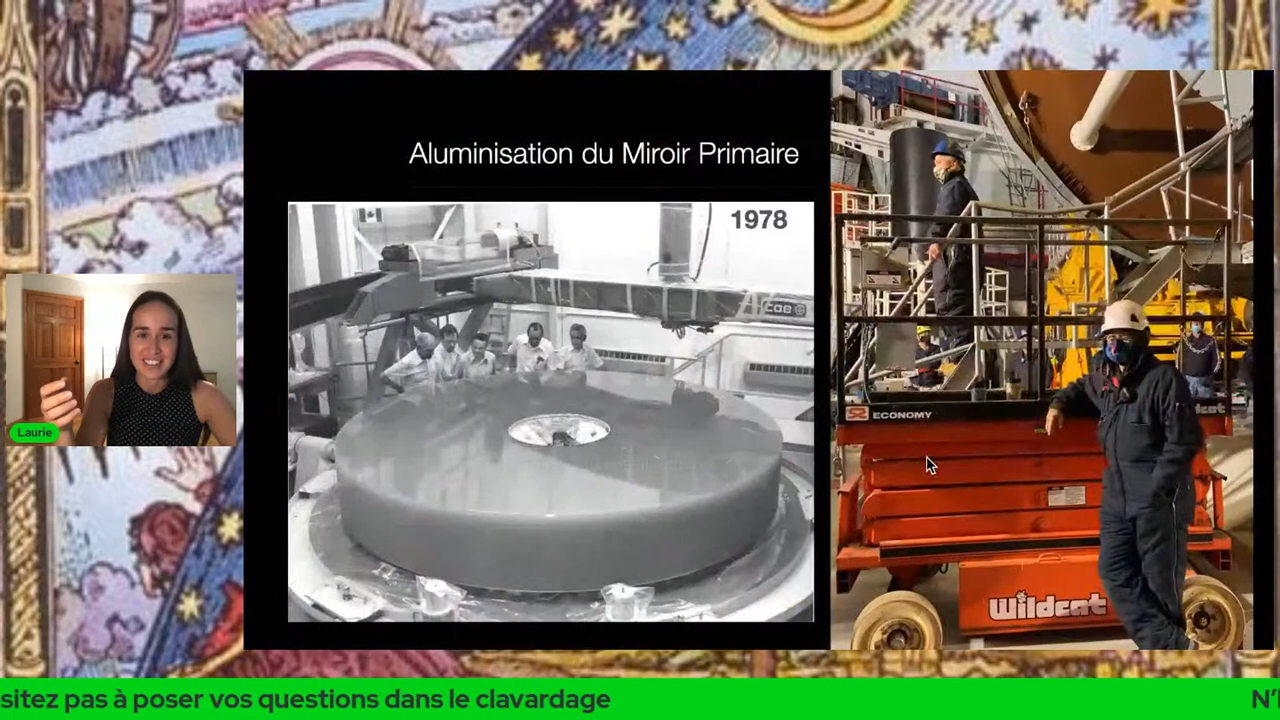 Aluminisation du Miroir Primaire
1978
cae
ECONOMY
Wildcat
Laurie
sitez pas à poser vos questions dans le clavardage
N'